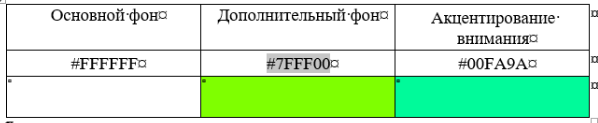 Основной фон Дополнительный фон Акцентирование
внимания
#FFFFFF #7FFF00 #00FA9A